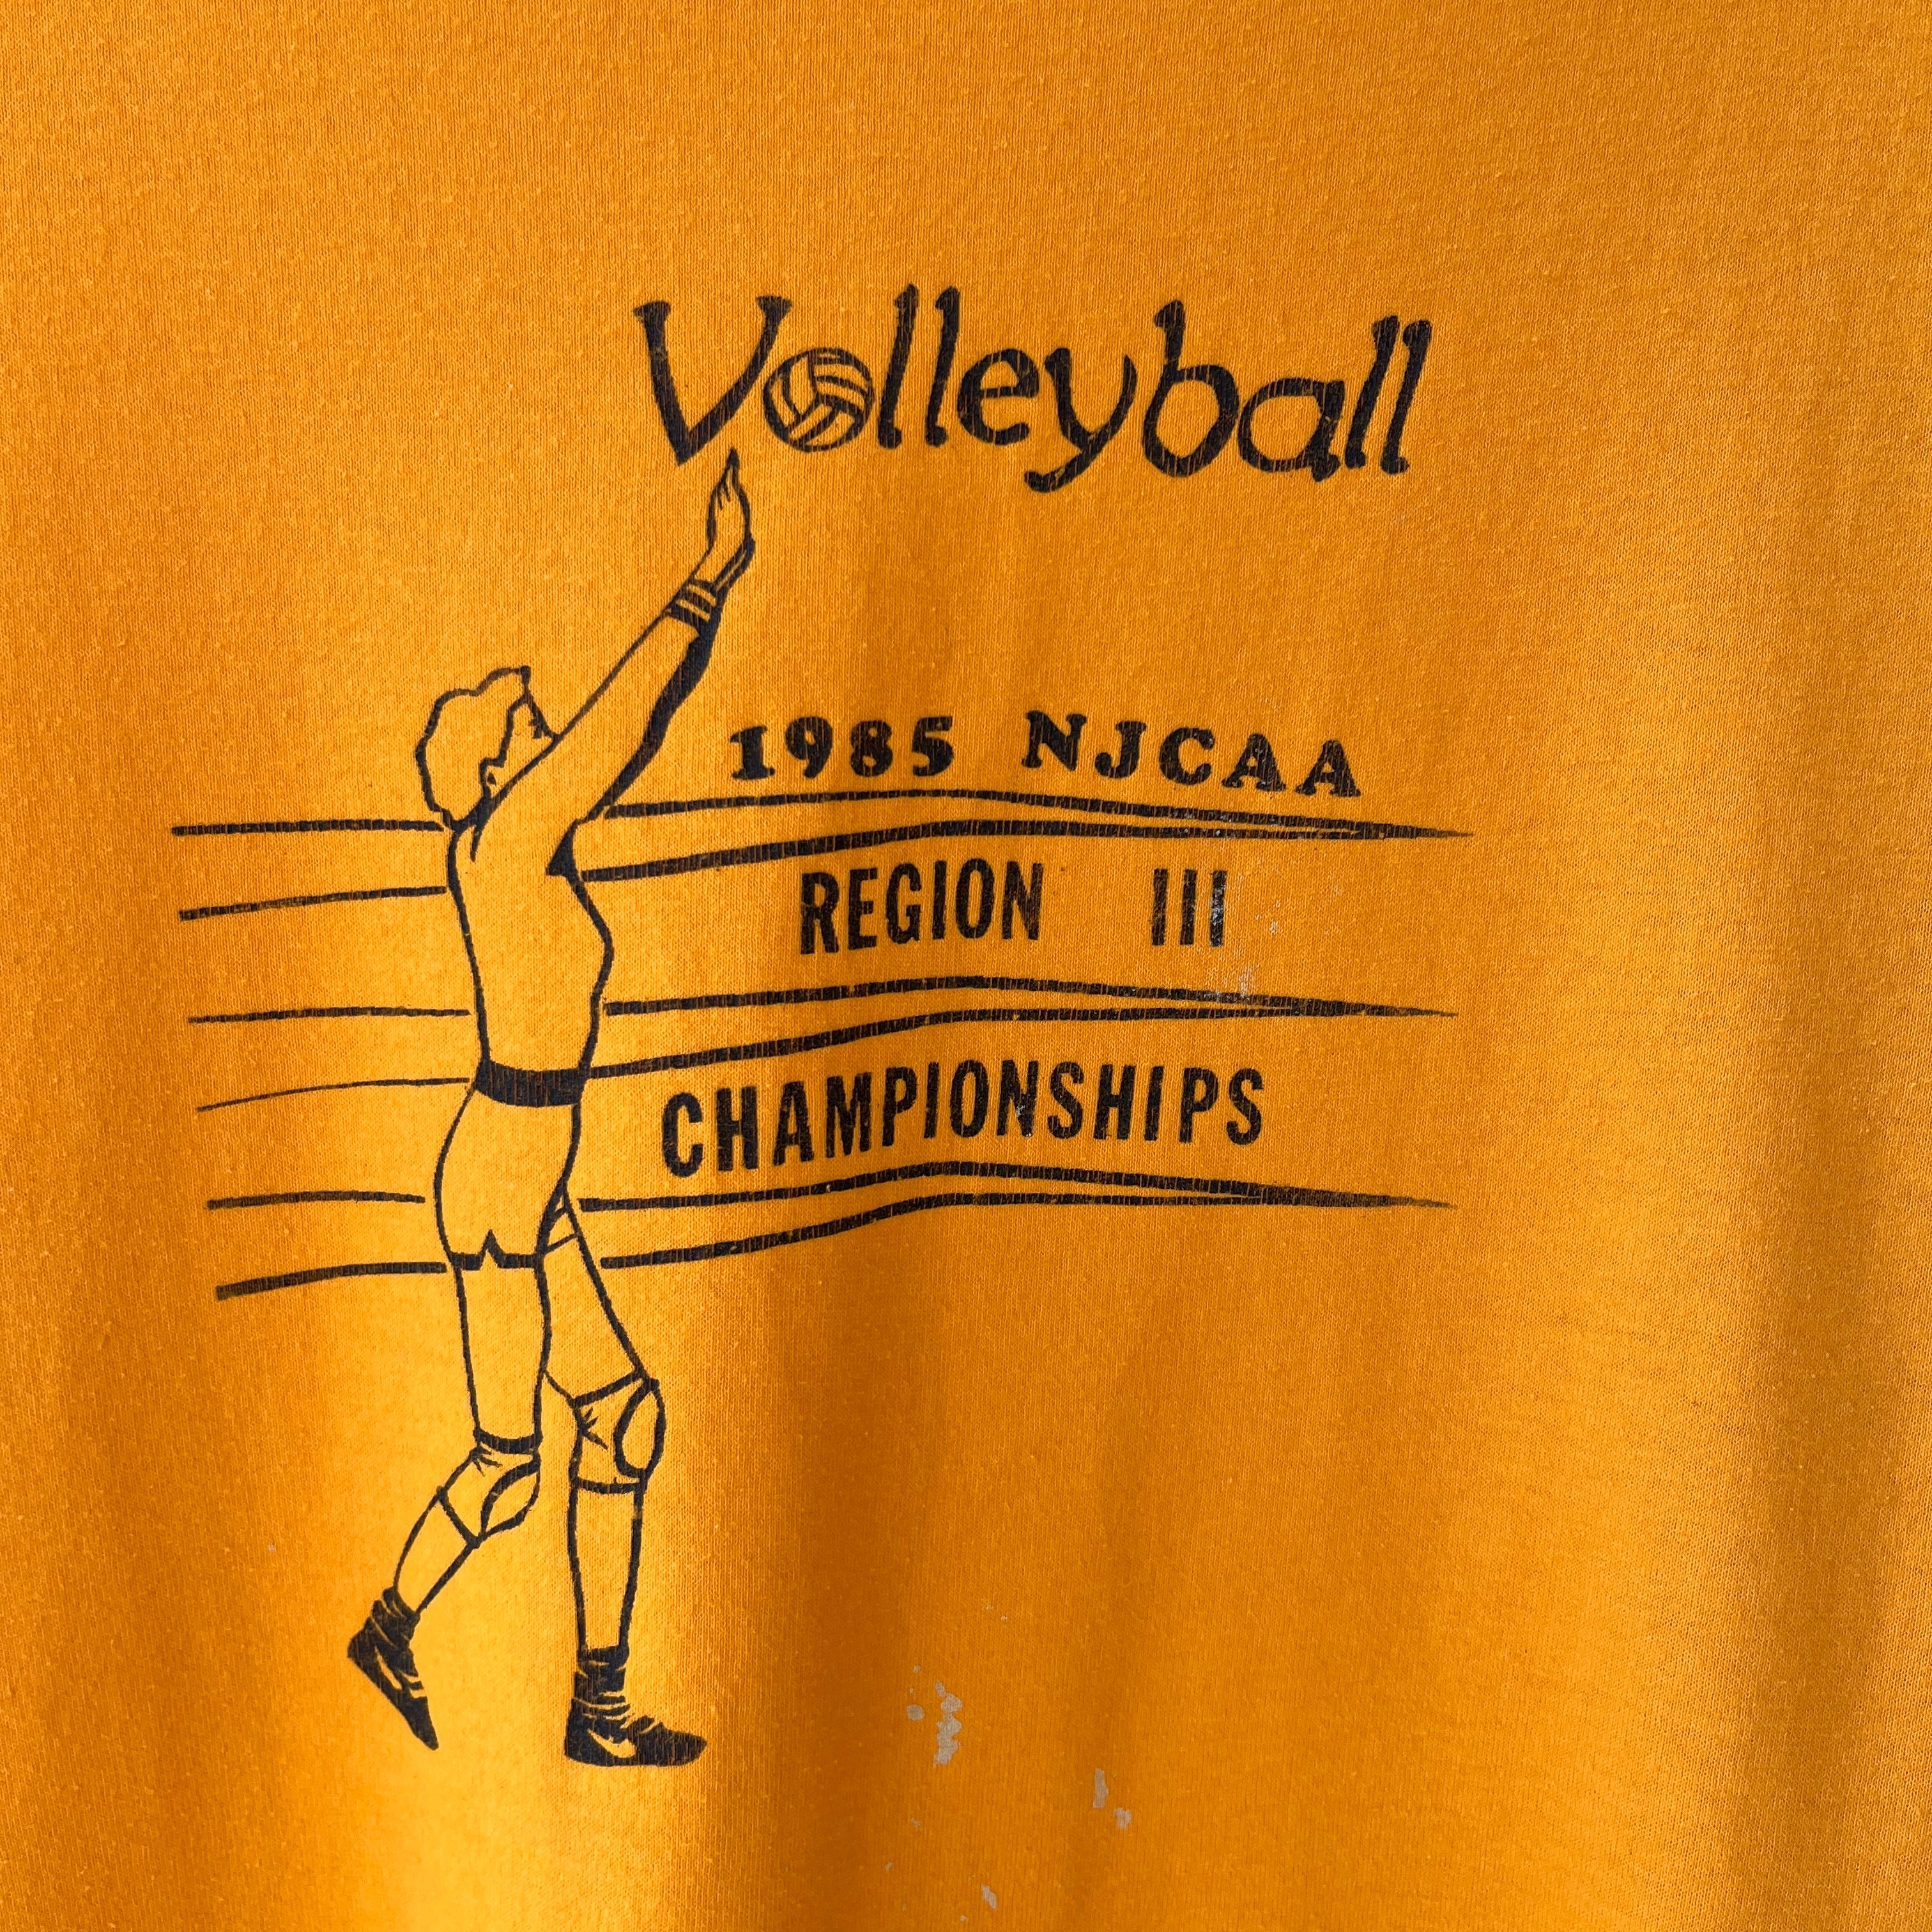 Volleyball
1985 NJCAA
REGION III
CHAMPIONSHIPS